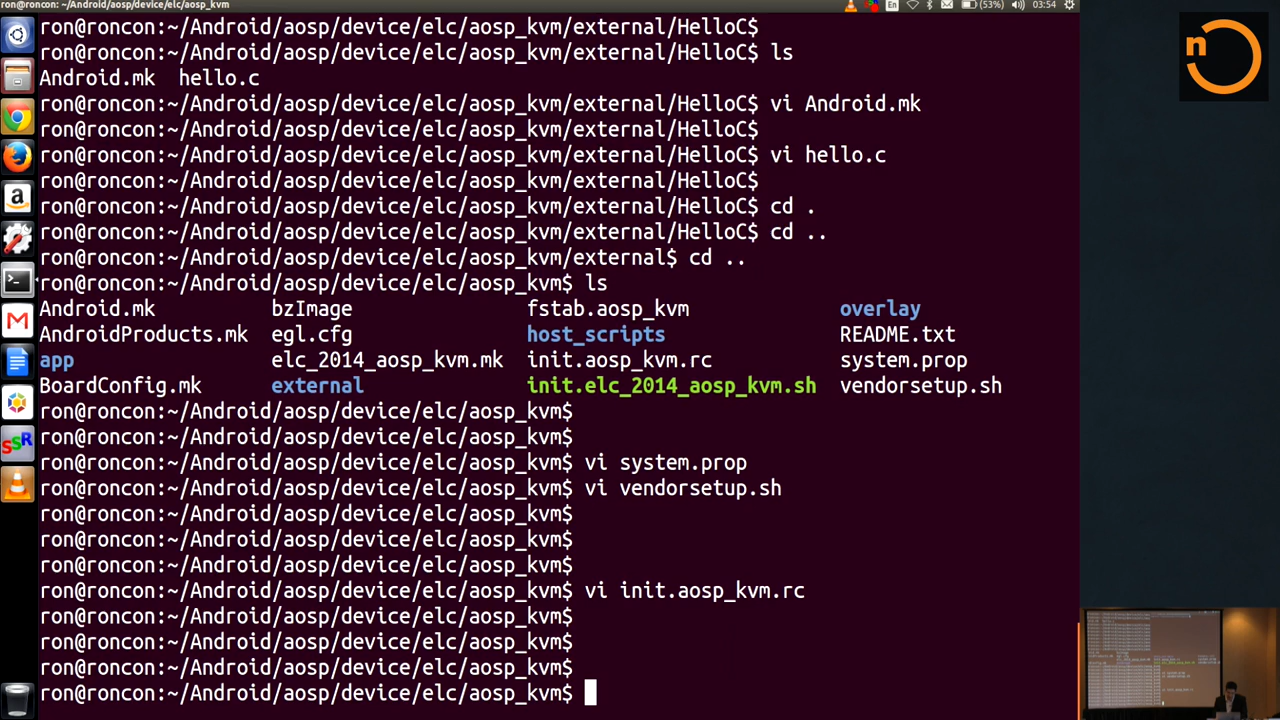 ron@roncon: ~/Android/aosp/device/elc/aosp_kvm
En
(53%)
03:54
ron@roncon:~/Android/aosp/device/elc/aosp_kvm/external/HelloC$
ron@roncon:~/Android/aosp/device/elc/aosp_kvm/external/HelloC$ ls
Android.mk  hello.c
ron@roncon:~/Android/aosp/device/elc/aosp_kvm/external/HelloC$ vi Android.mk
ron@roncon:~/Android/aosp/device/elc/aosp_kvm/external/HelloC$
ron@roncon:~/Android/aosp/device/elc/aosp_kvm/external/HelloC$ vi hello.c
ron@roncon:~/Android/aosp/device/elc/aosp_kvm/external/HelloC$
ron@roncon:~/Android/aosp/device/elc/aosp_kvm/external/HelloC$ cd .
ron@roncon:~/Android/aosp/device/elc/aosp_kvm/external/HelloC$ cd ..
ron@roncon:~/Android/aosp/device/elc/aosp_kvm/external$ cd ..
ron@roncon:~/Android/aosp/device/elc/aosp_kvm$ ls
Android.mk          bzImage                fstab.aosp_kvm            overlay
AndroidProducts.mk  egl.cfg                host_scripts              README.txt
app                 elc_2014_aosp_kvm.mk   init.aosp_kvm.rc          system.prop
BoardConfig.mk      external               init.elc_2014_aosp_kvm.sh vendorsetup.sh
ron@roncon:~/Android/aosp/device/elc/aosp_kvm$
ron@roncon:~/Android/aosp/device/elc/aosp_kvm$
ron@roncon:~/Android/aosp/device/elc/aosp_kvm$ vi system.prop
ron@roncon:~/Android/aosp/device/elc/aosp_kvm$ vi vendorsetup.sh
ron@roncon:~/Android/aosp/device/elc/aosp_kvm$
ron@roncon:~/Android/aosp/device/elc/aosp_kvm$
ron@roncon:~/Android/aosp/device/elc/aosp_kvm$
ron@roncon:~/Android/aosp/device/elc/aosp_kvm$ vi init.aosp_kvm.rc
ron@roncon:~/Android/aosp/device/elc/aosp_kvm$
ron@roncon:~/Android/aosp/device/elc/aosp_kvm$
ron@roncon:~/Android/aosp/device/elc/aosp_kvm$
ron@roncon:~/Android/aosp/device/elc/aosp_kvm$
SSR
n